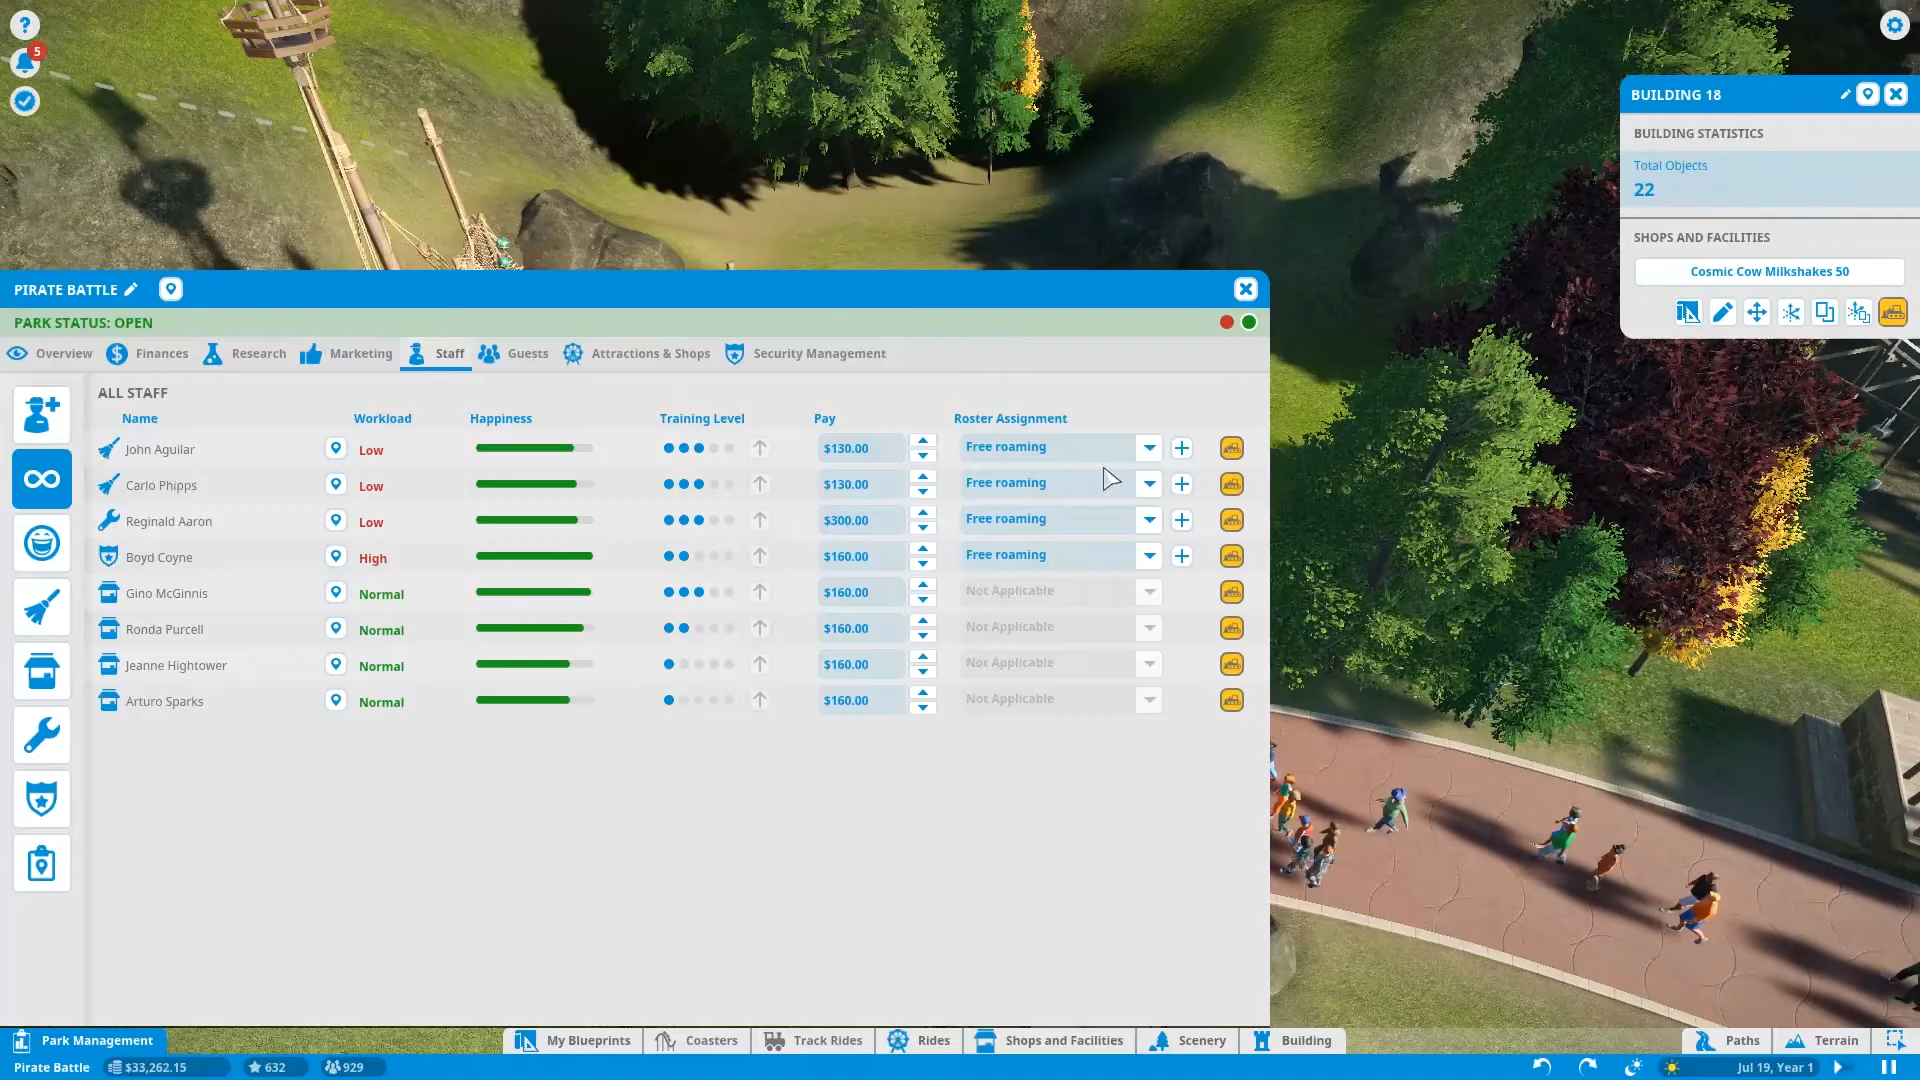 5
BUILDING 18
BUILDING STATISTICS
Total Objects
22
SHOPS AND FACILITIES
Cosmic Cow Milkshakes 50
PIRATE BATTLE
PARK STATUS: OPEN
Overview Finances Research Marketing Staff Guests Attractions & Shops Security Management
ALL STAFF
Name Workload Happiness Training Level Pay Roster Assignment
John Aguilar Low $130.00 Free roaming
Carlo Phipps Low $130.00 Free roaming
Reginald Aaron Low $300.00 Free roaming
Boyd Coyne High $160.00 Free roaming
Gino McGinnis Normal $160.00 Not Applicable
Ronda Purcell Normal $160.00 Not Applicable
Jeanne Hightower Normal $160.00 Not Applicable
Arturo Sparks Normal $160.00 Not Applicable
Park Management My Blueprints Coasters Track Rides Rides Shops and Facilities Scenery Building Paths Terrain
Pirate Battle $33,262.15 632 929 Jul 19, Year 1